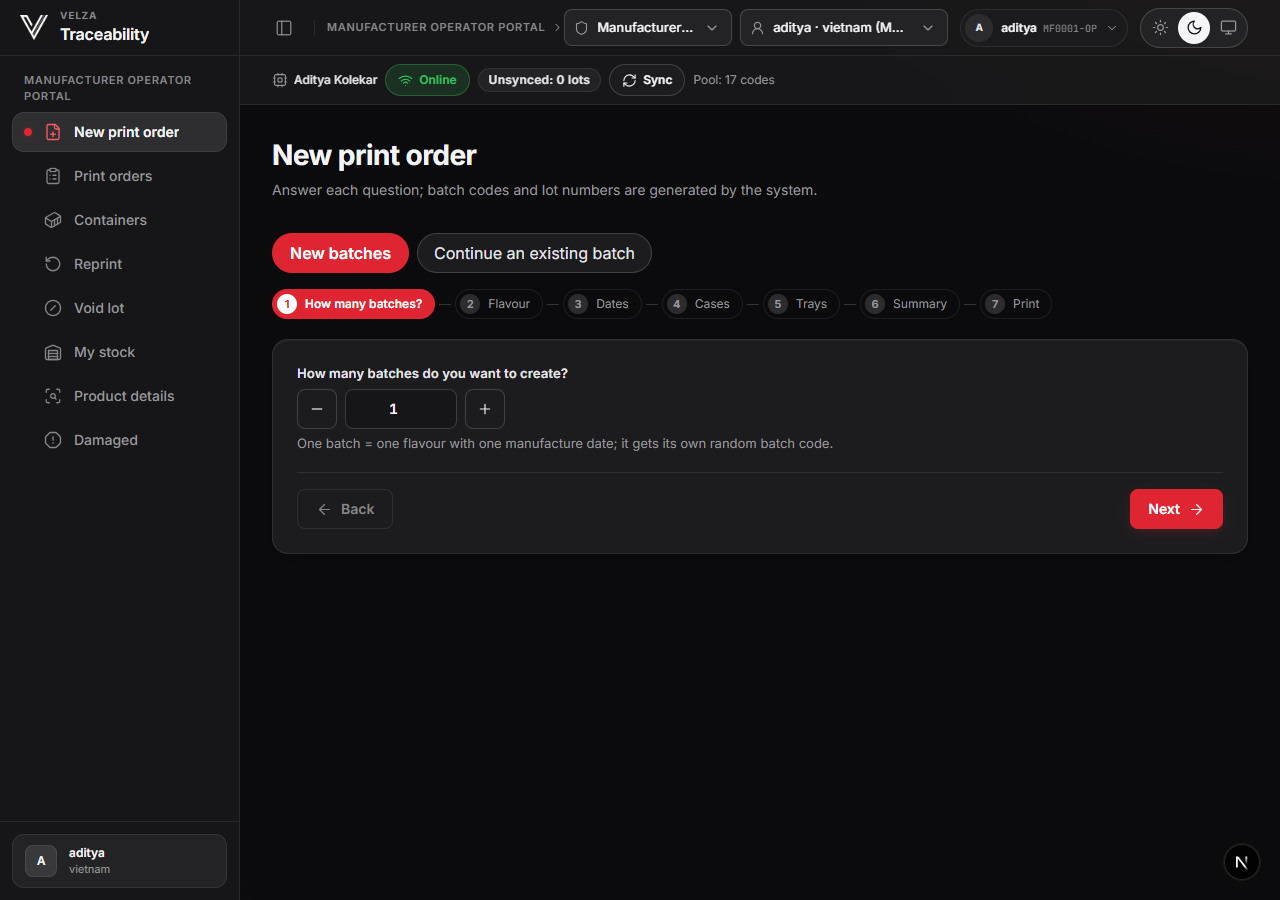 VELZA
Traceability
MANUFACTURER OPERATOR PORTAL
New print order
Print orders
Containers
Reprint
Void lot
My stock
Product details
Damaged
A
aditya
vietnam
MANUFACTURER OPERATOR PORTAL
Manufacturer...
aditya · vietnam (M...
A aditya MF0001-OP
Aditya Kolekar
Online
Unsynced: 0 lots
Sync
Pool: 17 codes
New print order
Answer each question; batch codes and lot numbers are generated by the system.
New batches
Continue an existing batch
1 How many batches?
2 Flavour
3 Dates
4 Cases
5 Trays
6 Summary
7 Print
How many batches do you want to create?
− 1 +
One batch = one flavour with one manufacture date; it gets its own random batch code.
← Back
Next →
N